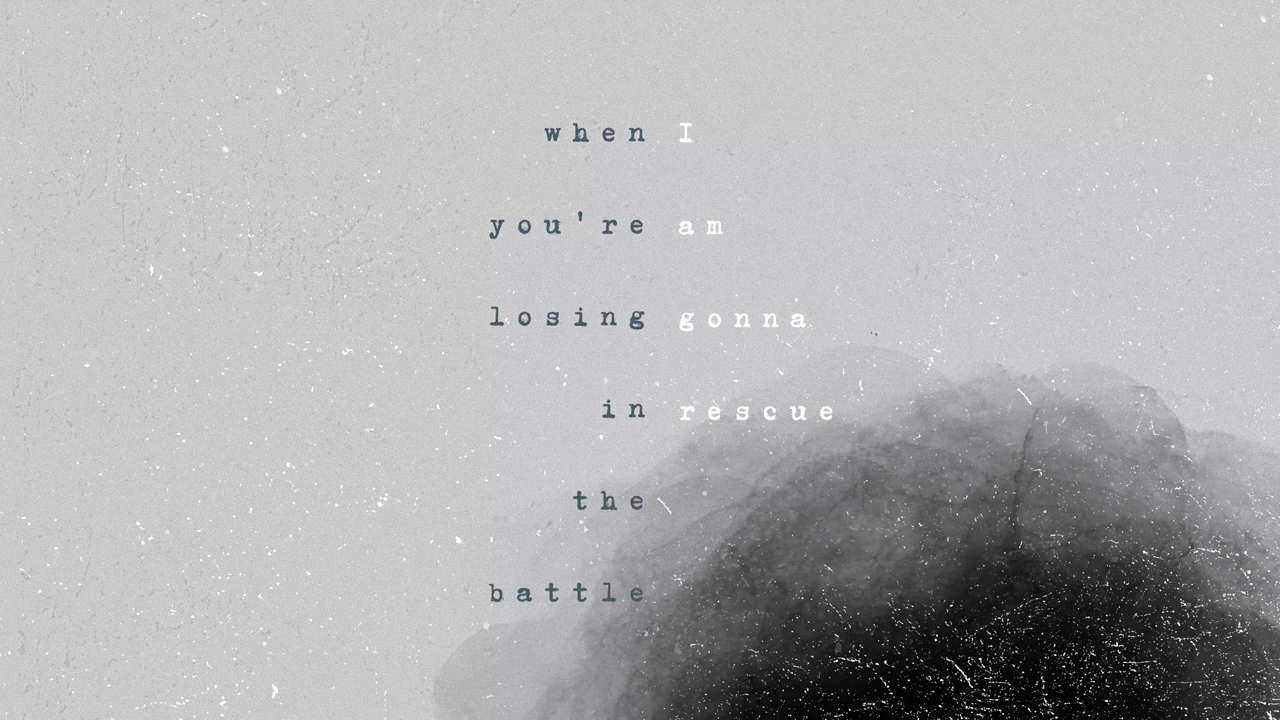 when I
you're am
losing gonna
in rescue
the
battle